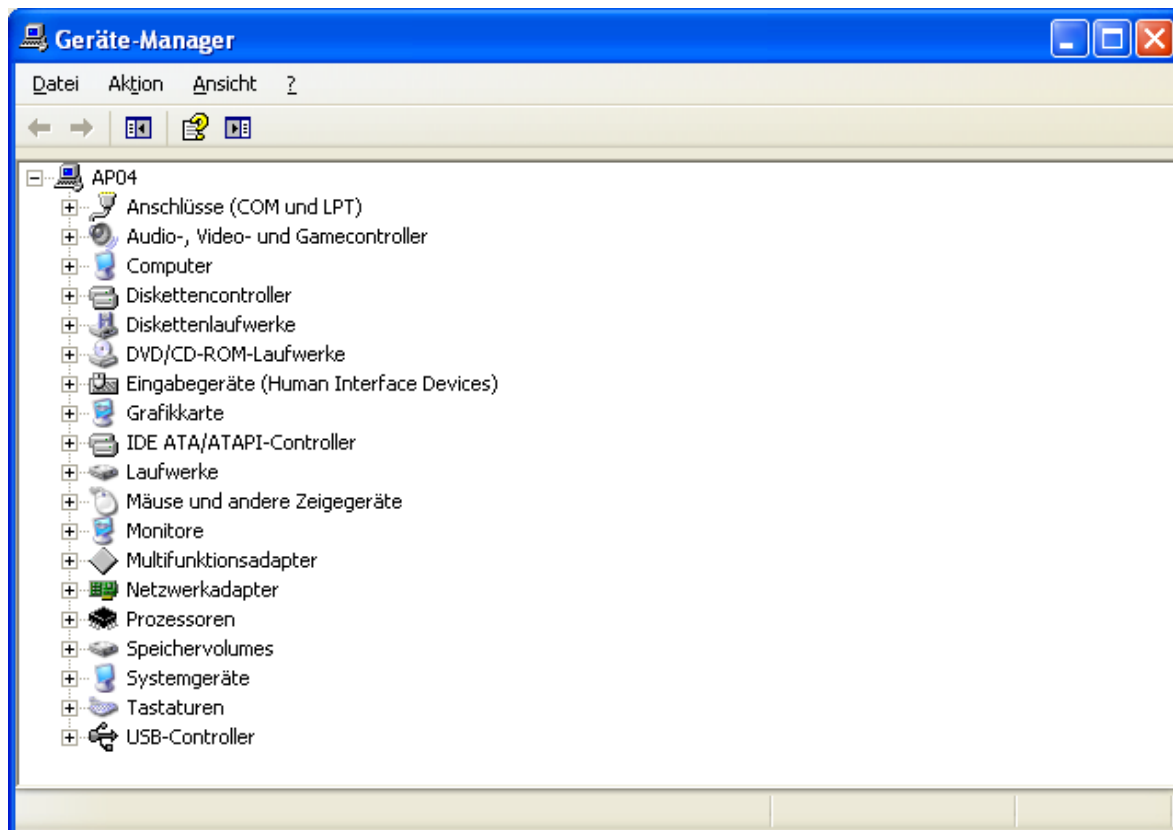 Geräte-Manager
Datei Aktion Ansicht ?
AP04
Anschlüsse (COM und LPT)
Audio-, Video- und Gamecontroller
Computer
Diskettencontroller
Diskettenlaufwerke
DVD/CD-ROM-Laufwerke
Eingabegeräte (Human Interface Devices)
Grafikkarte
IDE ATA/ATAPI-Controller
Laufwerke
Mäuse und andere Zeigegeräte
Monitore
Multifunktionsadapter
Netzwerkadapter
Prozessoren
Speichervolumes
Systemgeräte
Tastaturen
USB-Controller